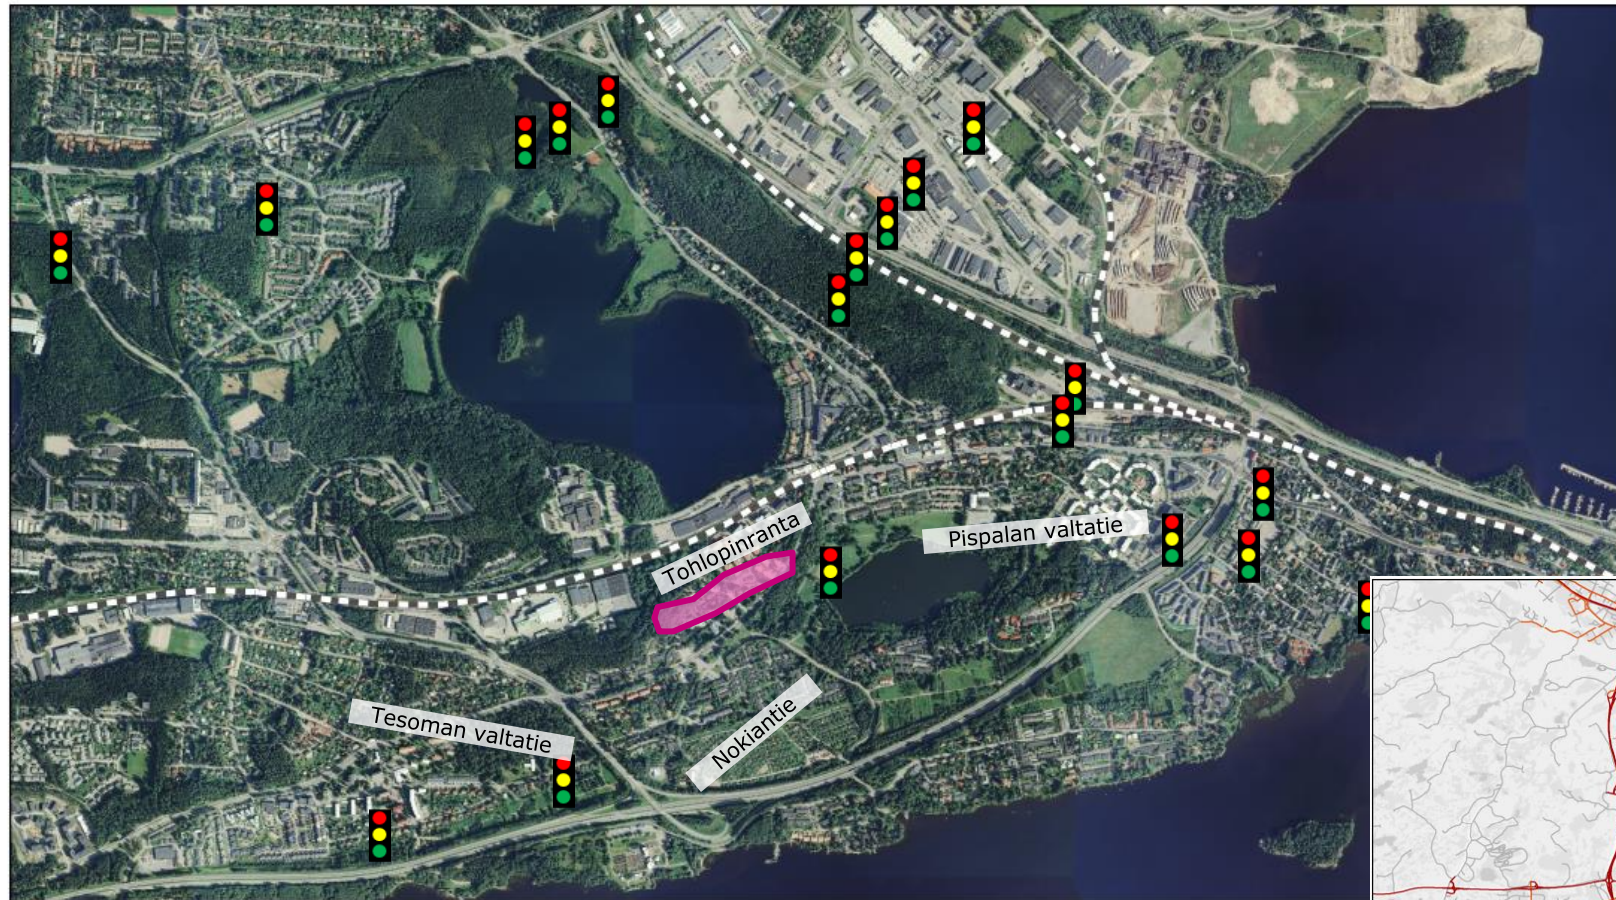 Tohlopinranta
Pispalan valtatie
Tesoman valtatie
Nokiantie